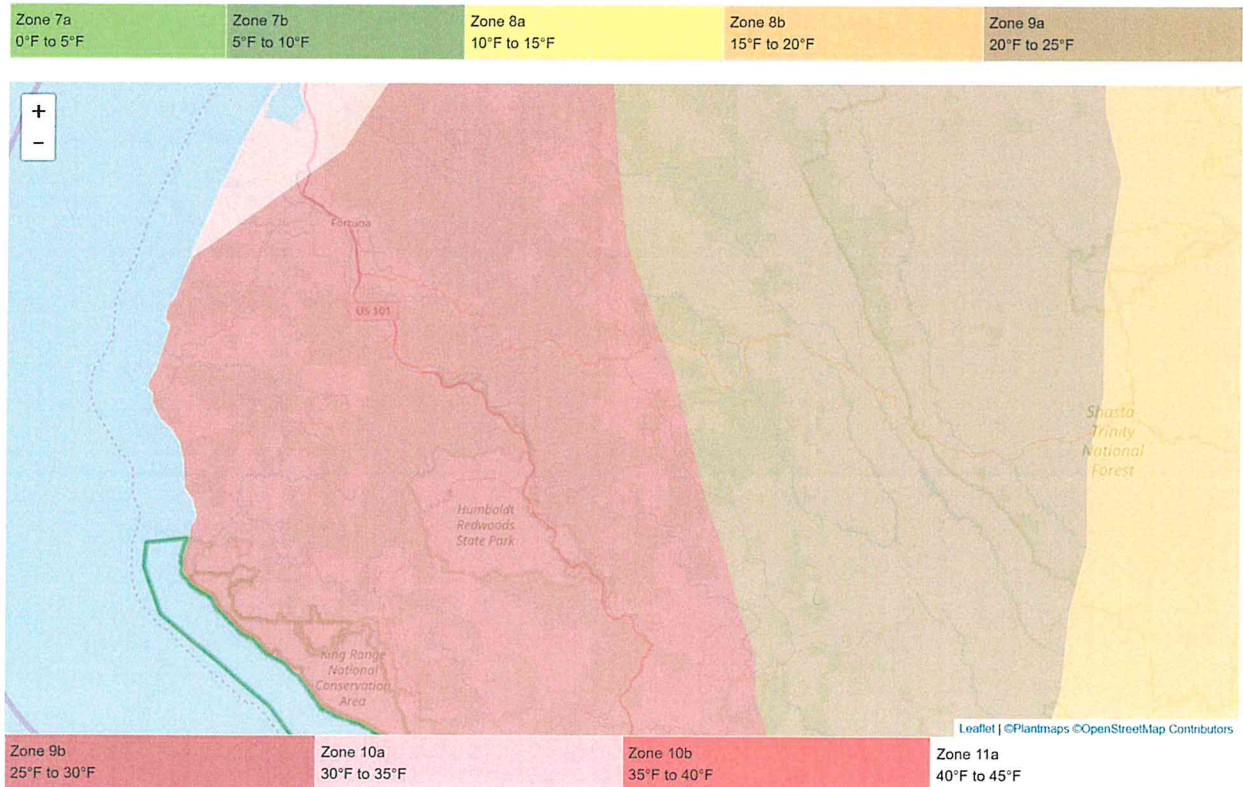 Zone 7a
0°F to 5°F
Zone 7b
5°F to 10°F
Zone 8a
10°F to 15°F
Zone 8b
15°F to 20°F
Zone 9a
20°F to 25°F
+
−
Fortuna
US 101
Shasta-
Trinity
National
Forest
Humboldt
Redwoods
State Park
King Range
National
Conservation
Area
Leaflet | ©Plantmaps ©OpenStreetMap Contributors
Zone 9b
25°F to 30°F
Zone 10a
30°F to 35°F
Zone 10b
35°F to 40°F
Zone 11a
40°F to 45°F